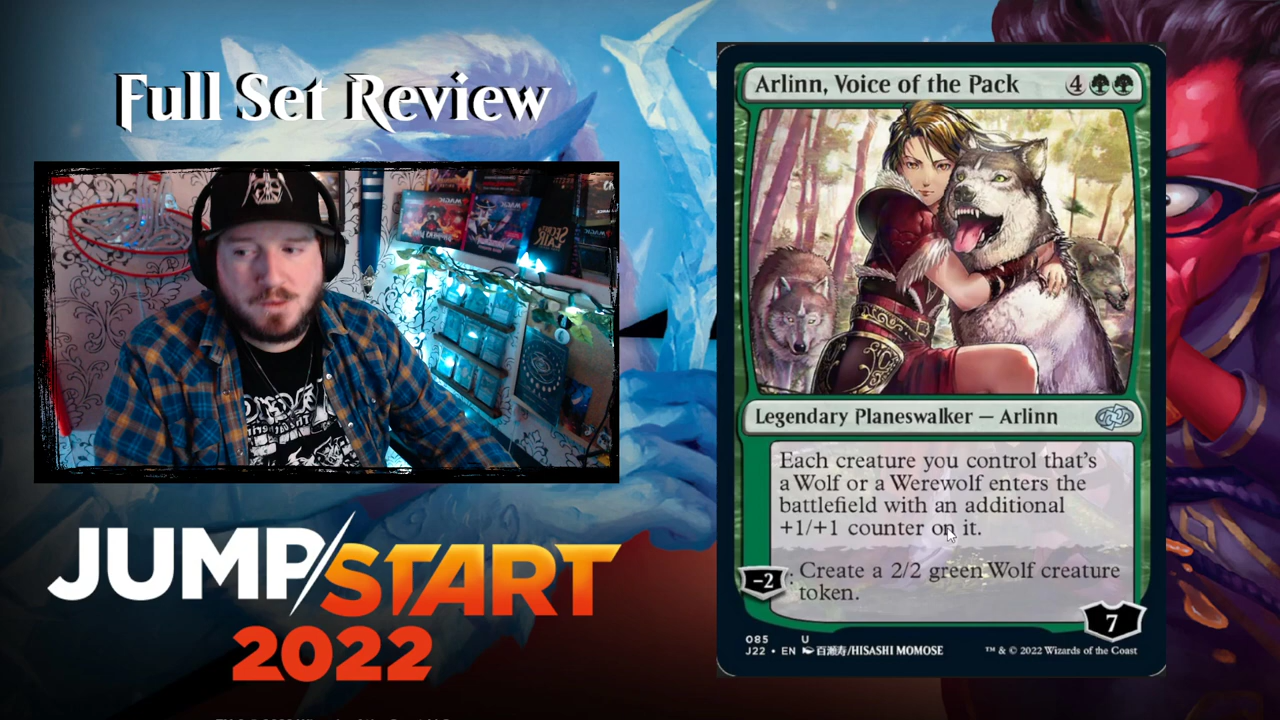 Full Set Review
JUMP/START
2022
Arlinn, Voice of the Pack 4
Legendary Planeswalker — Arlinn
Each creature you control that's
a Wolf or a Werewolf enters the
battlefield with an additional
+1/+1 counter on it.
−2: Create a 2/2 green Wolf creature
token.
7
085 U
J22 • EN 百瀬寿/HISASHI MOMOSE
™ & © 2022 Wizards of the Coast